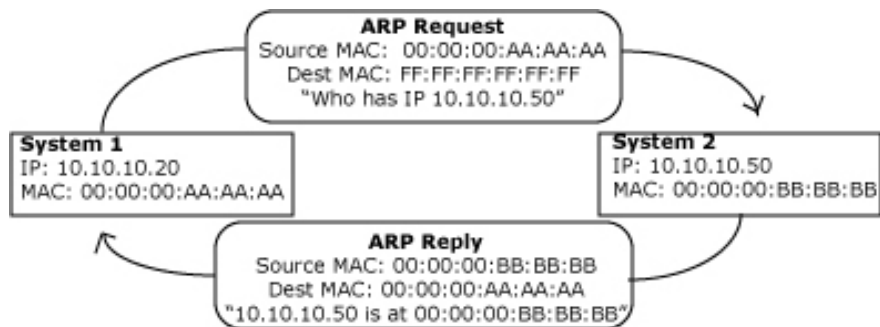 ARP Request
Source MAC: 00:00:00:AA:AA:AA
Dest MAC: FF:FF:FF:FF:FF:FF
“Who has IP 10.10.10.50”
System 1
IP: 10.10.10.20
MAC: 00:00:00:AA:AA:AA
System 2
IP: 10.10.10.50
MAC: 00:00:00:BB:BB:BB
ARP Reply
Source MAC: 00:00:00:BB:BB:BB
Dest MAC: 00:00:00:AA:AA:AA
“10.10.10.50 is at 00:00:00:BB:BB:BB”